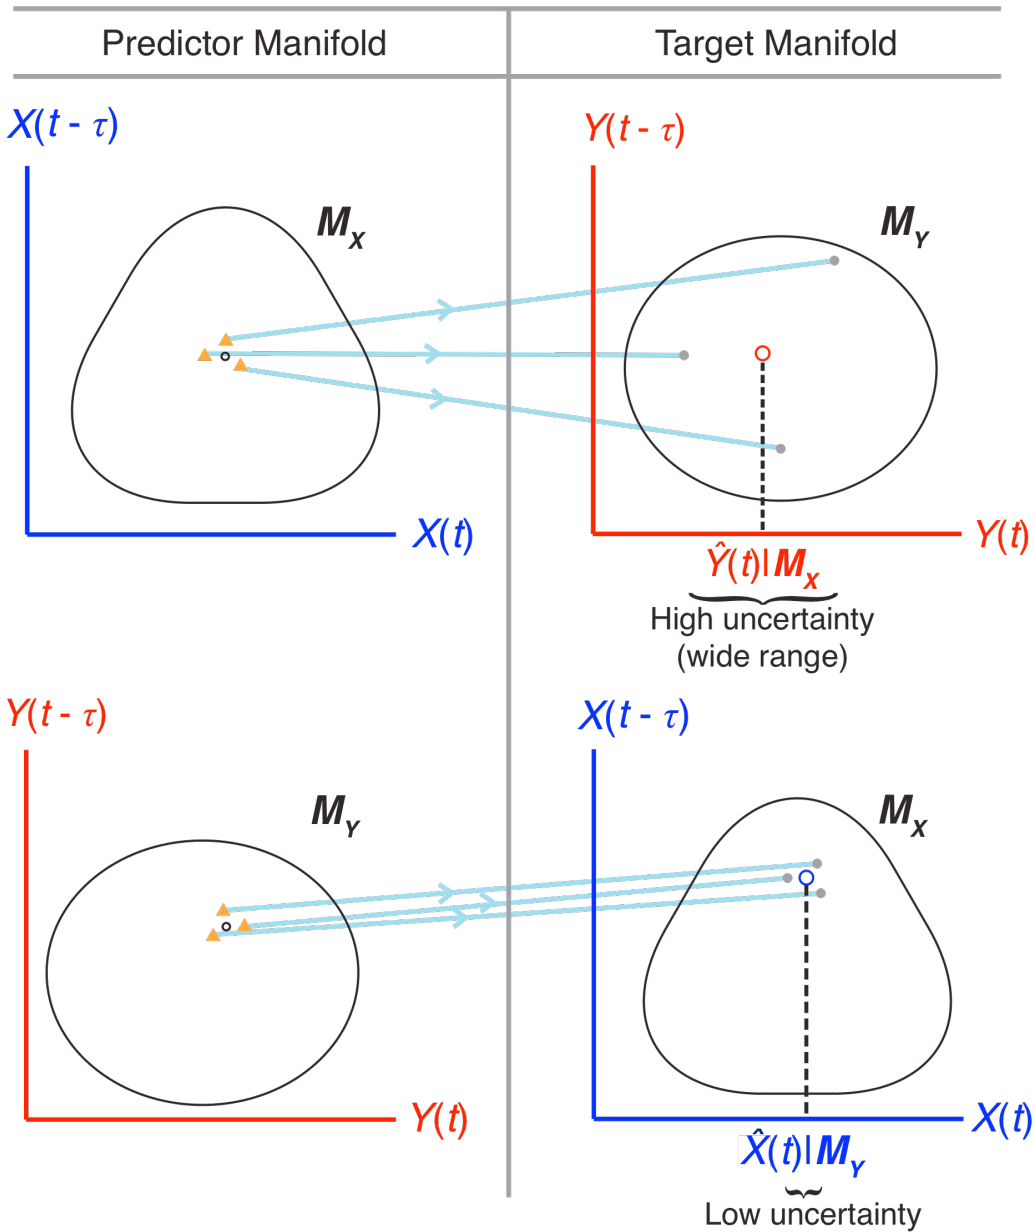 Predictor Manifold
Target Manifold
X(t - τ)
Y(t - τ)
M_X
M_Y
X(t)
Y(t)
Ŷ(t)|M_X
High uncertainty
(wide range)
Y(t - τ)
X(t - τ)
M_Y
M_X
Y(t)
X(t)
X̂(t)|M_Y
Low uncertainty